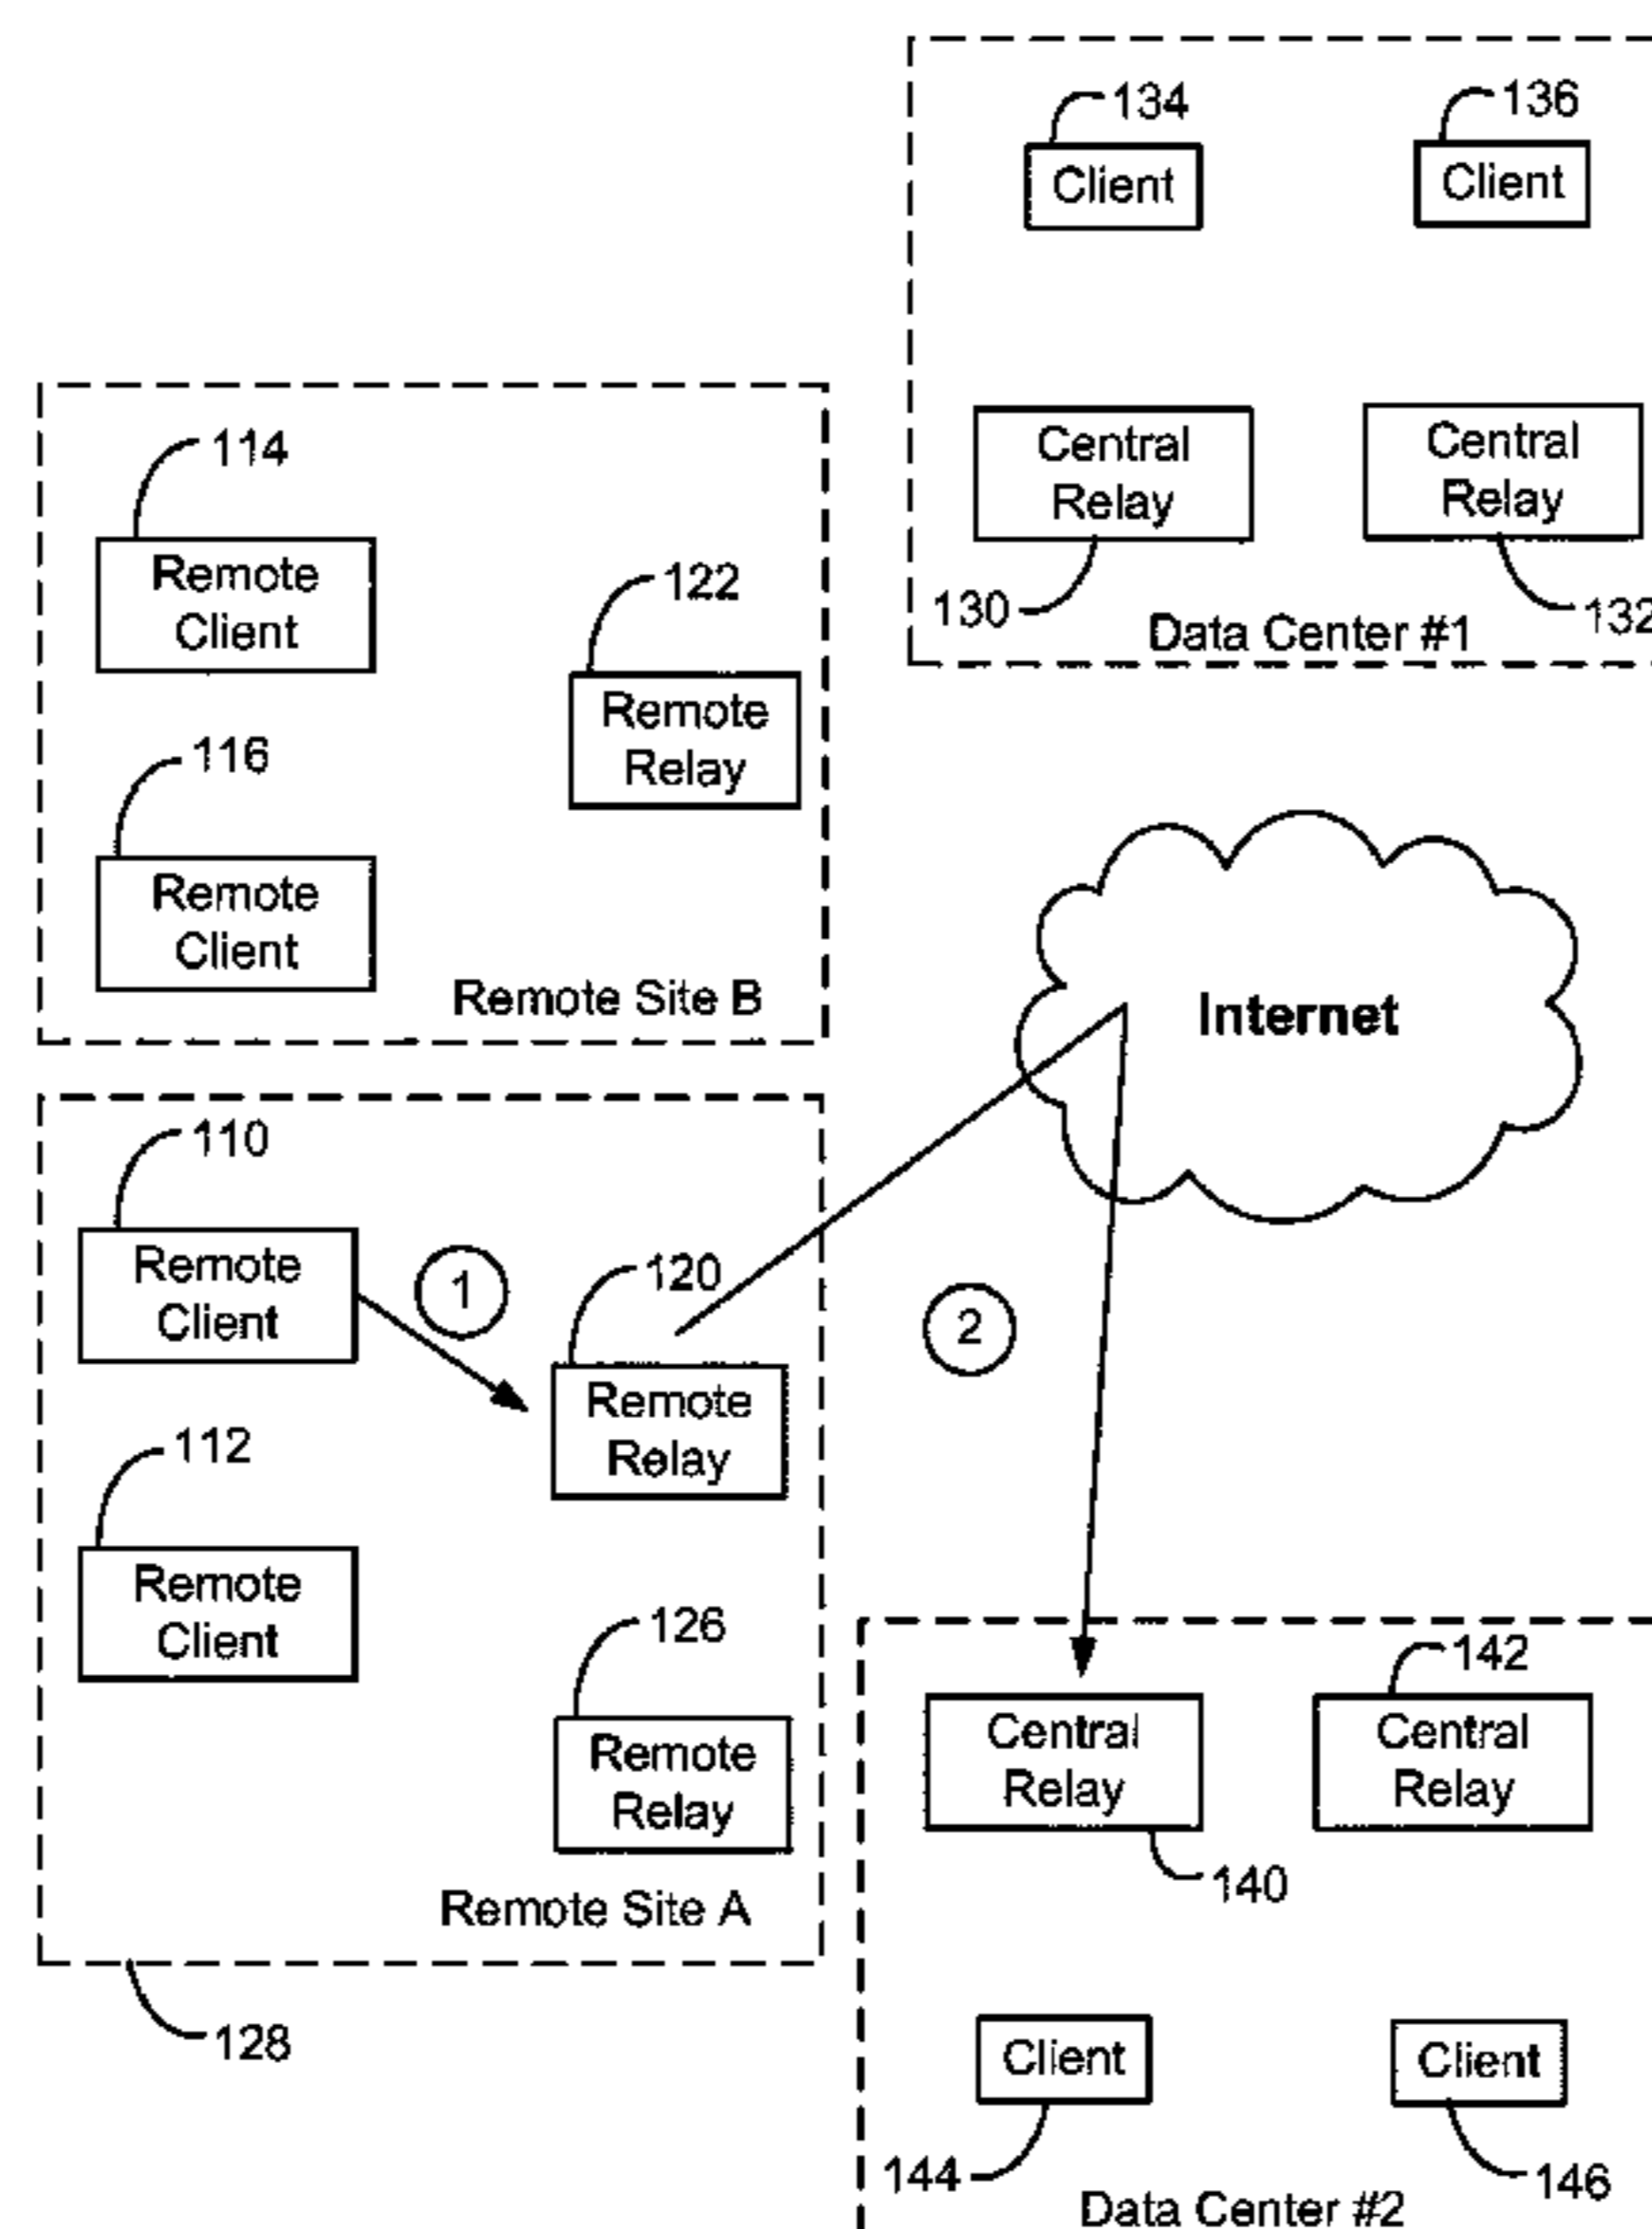 134
136
Client
Client
Central
Relay
Central
Relay
130
132
Data Center #1
114
Remote
Client
122
Remote
Relay
116
Remote
Client
Remote Site B
Internet
110
Remote
Client
1
120
Remote
Relay
2
112
Remote
Client
126
Remote
Relay
Remote Site A
128
142
Central
Relay
Central
Relay
140
Client
Client
144
146
Data Center #2